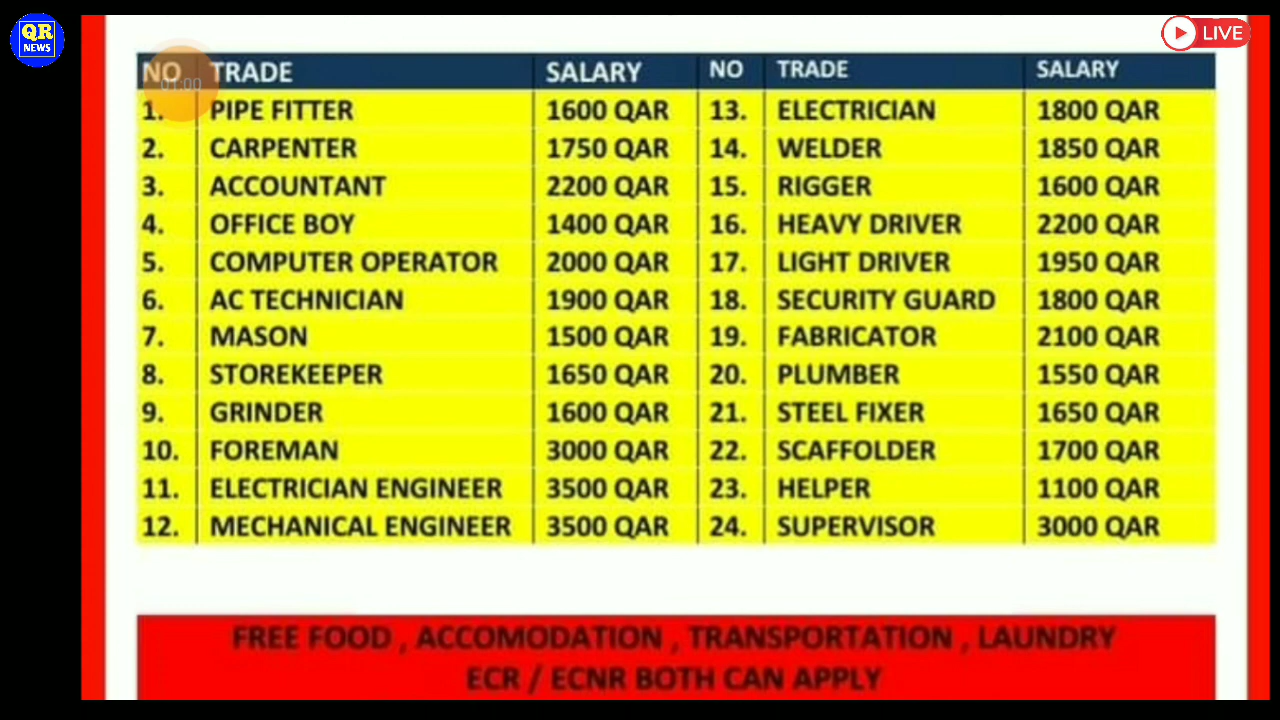 QR
NEWS
LIVE
01:00
NO TRADE SALARY NO TRADE SALARY
1. PIPE FITTER 1600 QAR 13. ELECTRICIAN 1800 QAR
2. CARPENTER 1750 QAR 14. WELDER 1850 QAR
3. ACCOUNTANT 2200 QAR 15. RIGGER 1600 QAR
4. OFFICE BOY 1400 QAR 16. HEAVY DRIVER 2200 QAR
5. COMPUTER OPERATOR 2000 QAR 17. LIGHT DRIVER 1950 QAR
6. AC TECHNICIAN 1900 QAR 18. SECURITY GUARD 1800 QAR
7. MASON 1500 QAR 19. FABRICATOR 2100 QAR
8. STOREKEEPER 1650 QAR 20. PLUMBER 1550 QAR
9. GRINDER 1600 QAR 21. STEEL FIXER 1650 QAR
10. FOREMAN 3000 QAR 22. SCAFFOLDER 1700 QAR
11. ELECTRICIAN ENGINEER 3500 QAR 23. HELPER 1100 QAR
12. MECHANICAL ENGINEER 3500 QAR 24. SUPERVISOR 3000 QAR
FREE FOOD , ACCOMODATION , TRANSPORTATION , LAUNDRY
ECR / ECNR BOTH CAN APPLY